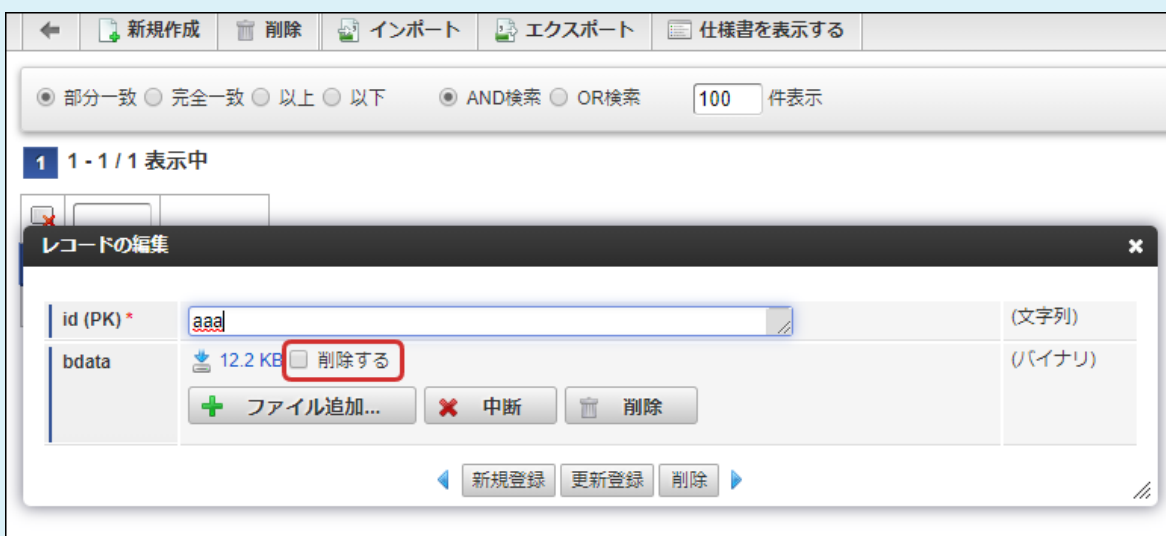 新規作成 削除 インポート エクスポート 仕様書を表示する
部分一致 完全一致 以上 以下 AND検索 OR検索 100 件表示
1 1 - 1 / 1 表示中
レコードの編集
id (PK) * aaa (文字列)
bdata 12.2 KB 削除する (バイナリ)
ファイル追加... 中断 削除
新規登録 更新登録 削除